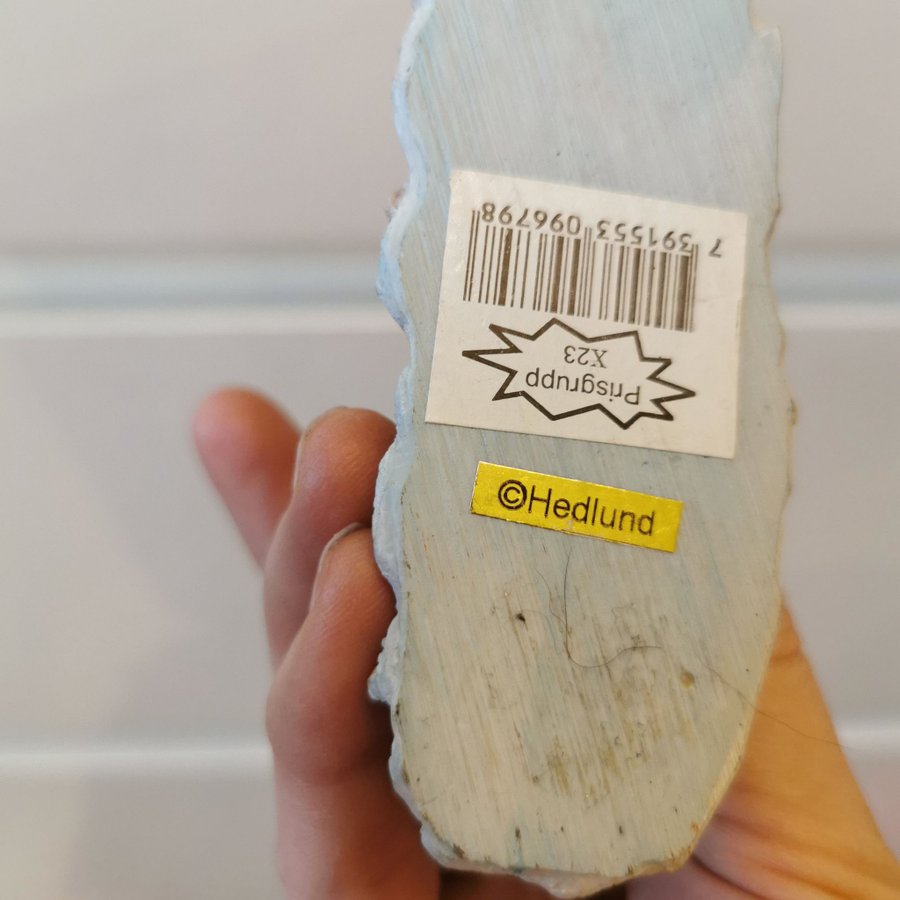 Prisgrupp
X23
7 391553 096798
©Hedlund